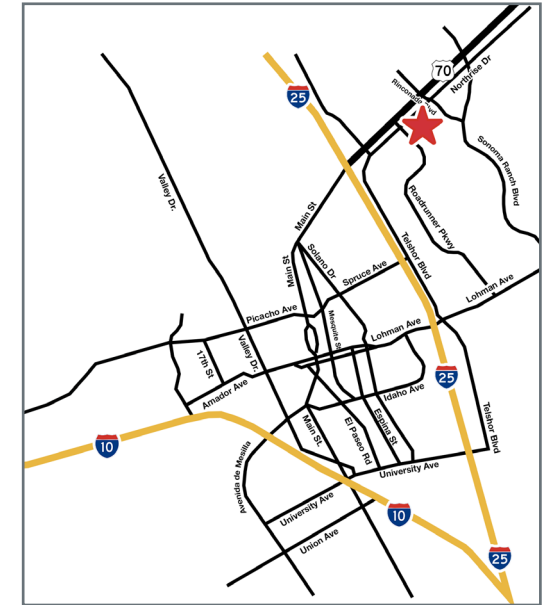 70
Northrise Dr
25
Valley Dr.
Sonoma Ranch Blvd
Roadrunner Pkwy
Main St
Solano Dr
Telshor Blvd
Main St
Spruce Ave
Lohman Ave
Picacho Ave
Mesquite St
Lohman Ave
Valley Dr.
17th St
25
Amador Ave
Idaho Ave
Main St.
El Paseo Rd
Espina St
Telshor Blvd
10
Avenida de Mesilla
University Ave
University Ave
10
Union Ave
25